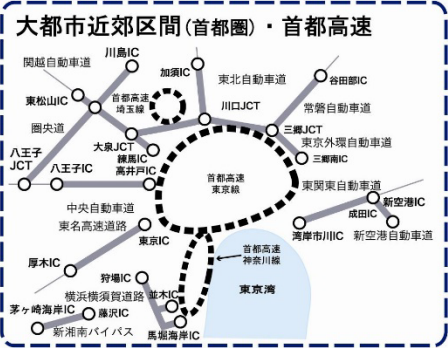 大都市近郊区間(首都圏)・首都高速
川島IC
関越自動車道
加須IC
東北自動車道
谷田部IC
東松山IC
首都高速
埼玉線
川口JCT
常磐自動車道
圏央道
三郷JCT
大泉JCT
東京外環自動車道
八王子
JCT
練馬IC
三郷南IC
八王子IC
高井戸IC
首都高速
東京線
東関東自動車道
新空港IC
中央自動車道
成田IC
東名高速道路
東京IC
湾岸市川IC
新空港自動車道
首都高速
神奈川線
厚木IC
狩場IC
東京湾
横浜横須賀道路
並木IC
茅ヶ崎海岸IC
藤沢IC
馬堀海岸IC
新湘南バイパス